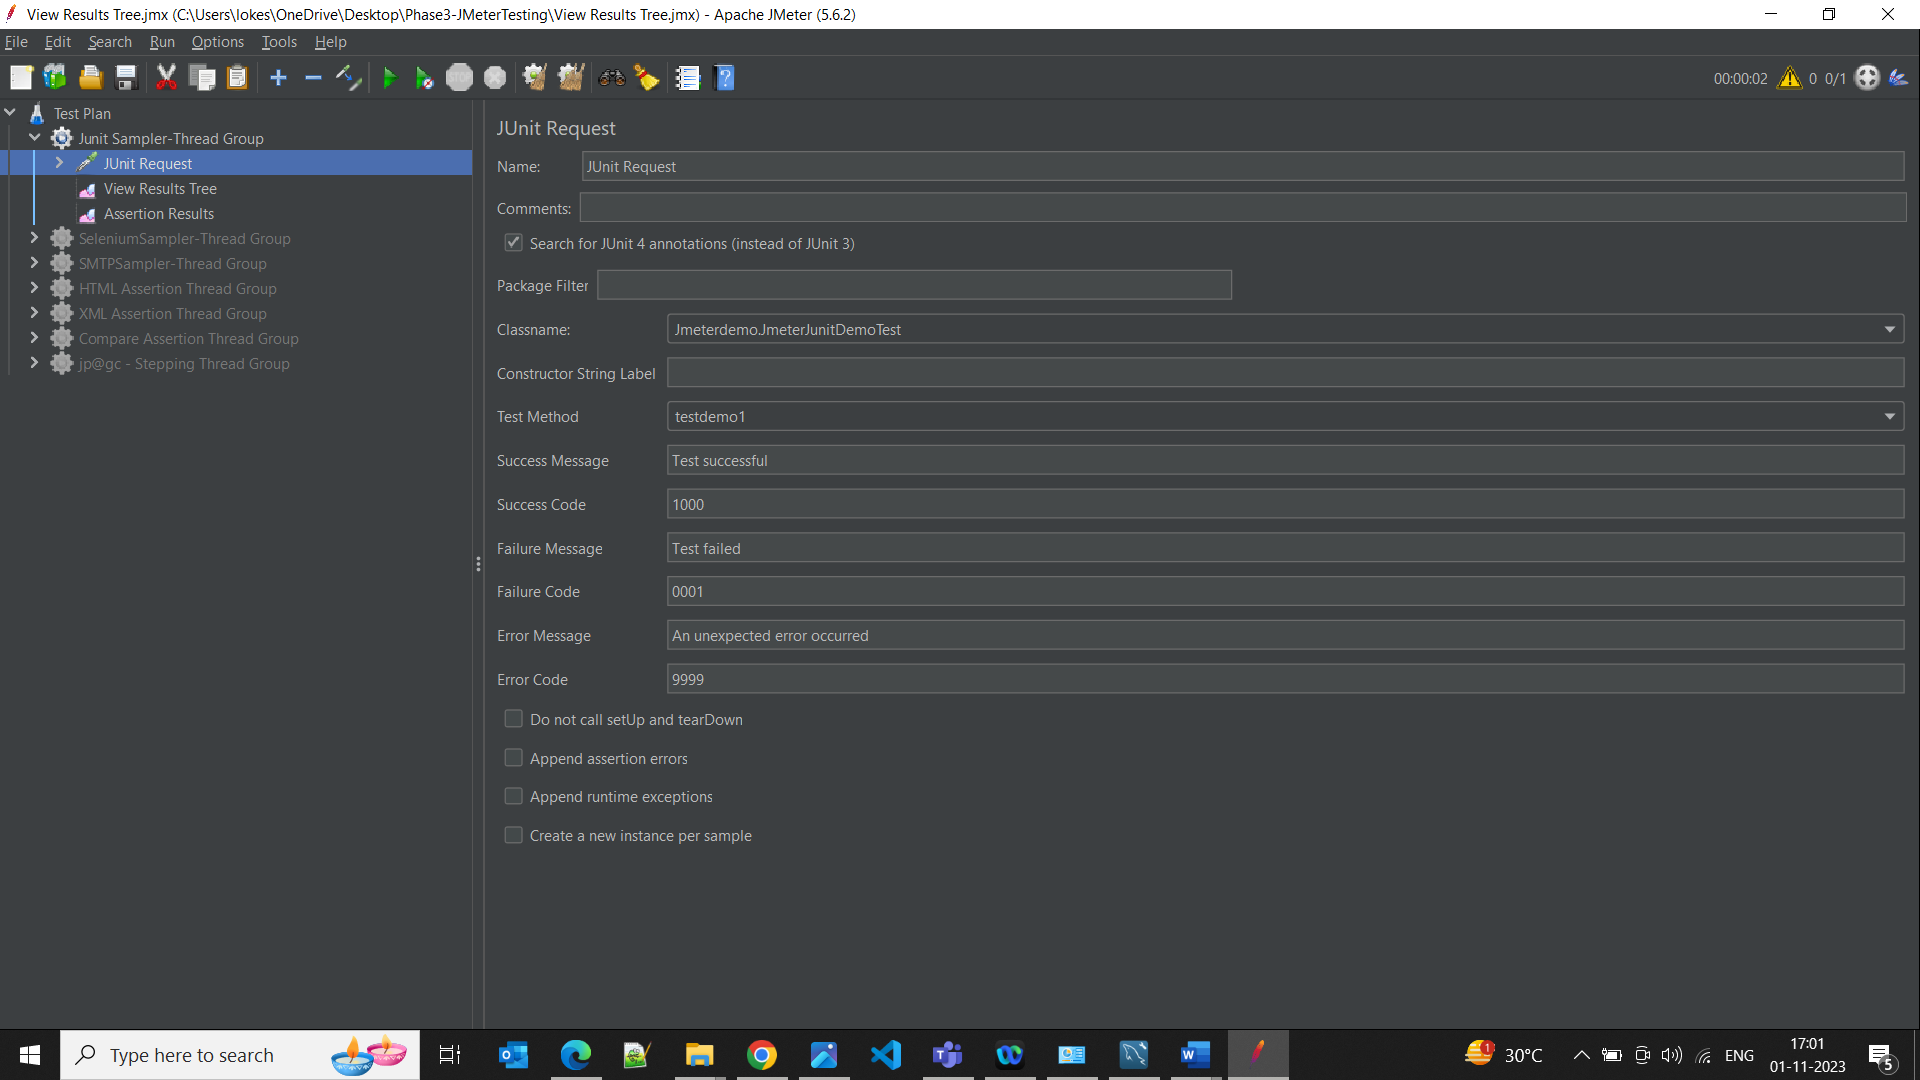 View Results Tree.jmx (C:\Users\lokes\OneDrive\Desktop\Phase3-JMeterTesting\View Results Tree.jmx) - Apache JMeter (5.6.2)
File Edit Search Run Options Tools Help
STOP
00:00:02 0 0/1
Test Plan
Junit Sampler-Thread Group
JUnit Request
View Results Tree
Assertion Results
SeleniumSampler-Thread Group
SMTPSampler-Thread Group
HTML Assertion Thread Group
XML Assertion Thread Group
Compare Assertion Thread Group
jp@gc - Stepping Thread Group
JUnit Request
Name: JUnit Request
Comments:
Search for JUnit 4 annotations (instead of JUnit 3)
Package Filter
Classname: Jmeterdemo.JmeterJunitDemoTest
Constructor String Label
Test Method testdemo1
Success Message Test successful
Success Code 1000
Failure Message Test failed
Failure Code 0001
Error Message An unexpected error occurred
Error Code 9999
Do not call setUp and tearDown
Append assertion errors
Append runtime exceptions
Create a new instance per sample
Type here to search
1 30°C ENG
17:01
01-11-2023
5